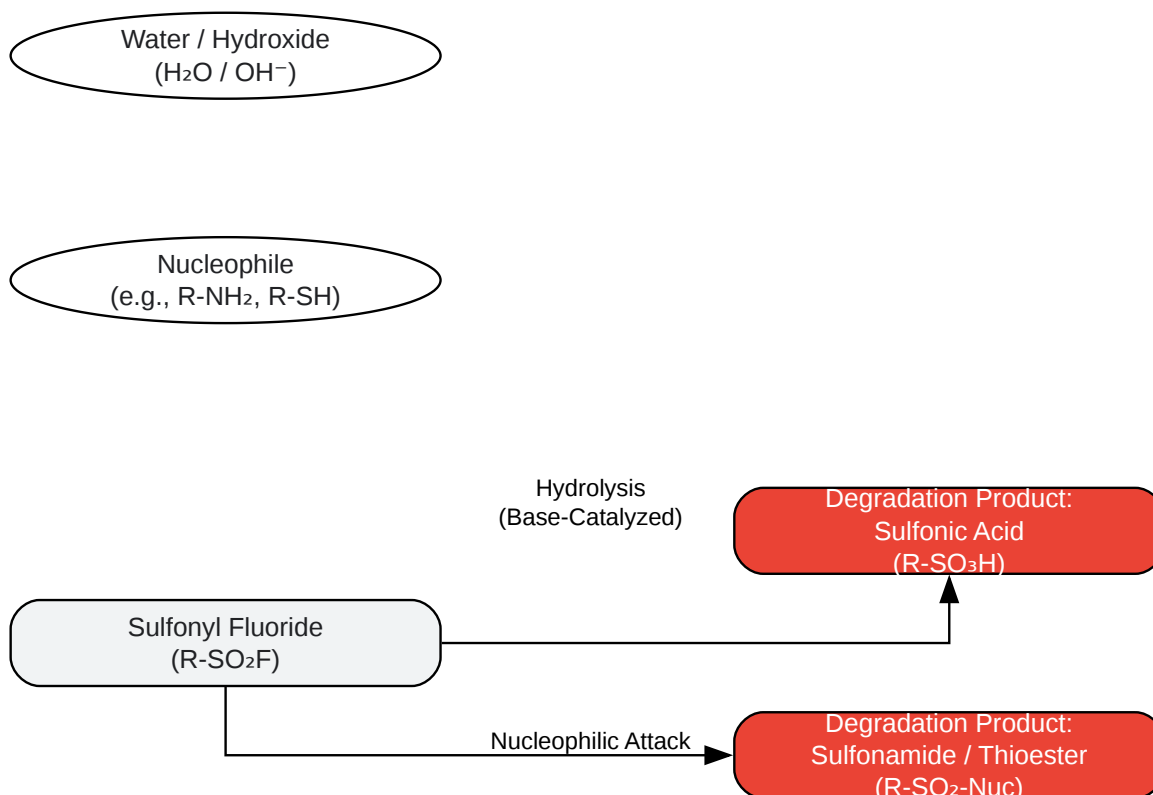 Water / Hydroxide
(H₂O / OH⁻)
Nucleophile
(e.g., R-NH₂, R-SH)
Hydrolysis
(Base-Catalyzed)
Degradation Product:
Sulfonic Acid
(R-SO₃H)
Sulfonyl Fluoride
(R-SO₂F)
Nucleophilic Attack
Degradation Product:
Sulfonamide / Thioester
(R-SO₂-Nuc)